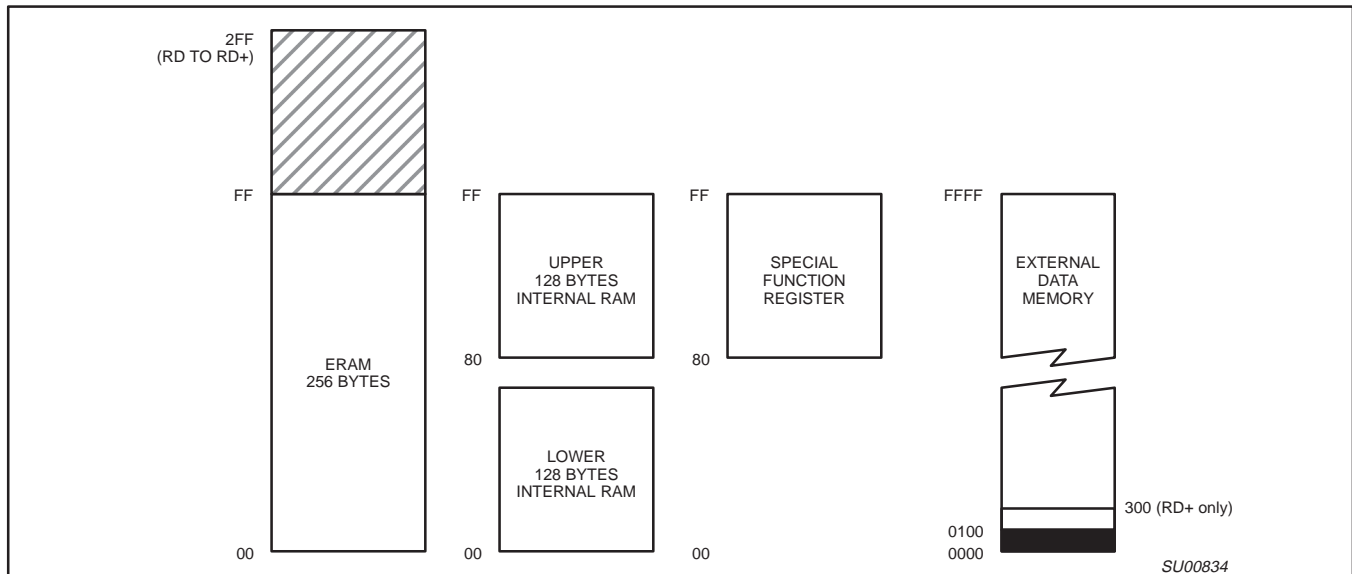 2FF
(RD TO RD+)
FF
ERAM
256 BYTES
00
FF
UPPER
128 BYTES
INTERNAL RAM
80
LOWER
128 BYTES
INTERNAL RAM
00
FF
SPECIAL
FUNCTION
REGISTER
80
00
FFFF
EXTERNAL
DATA
MEMORY
300 (RD+ only)
0100
0000
SU00834